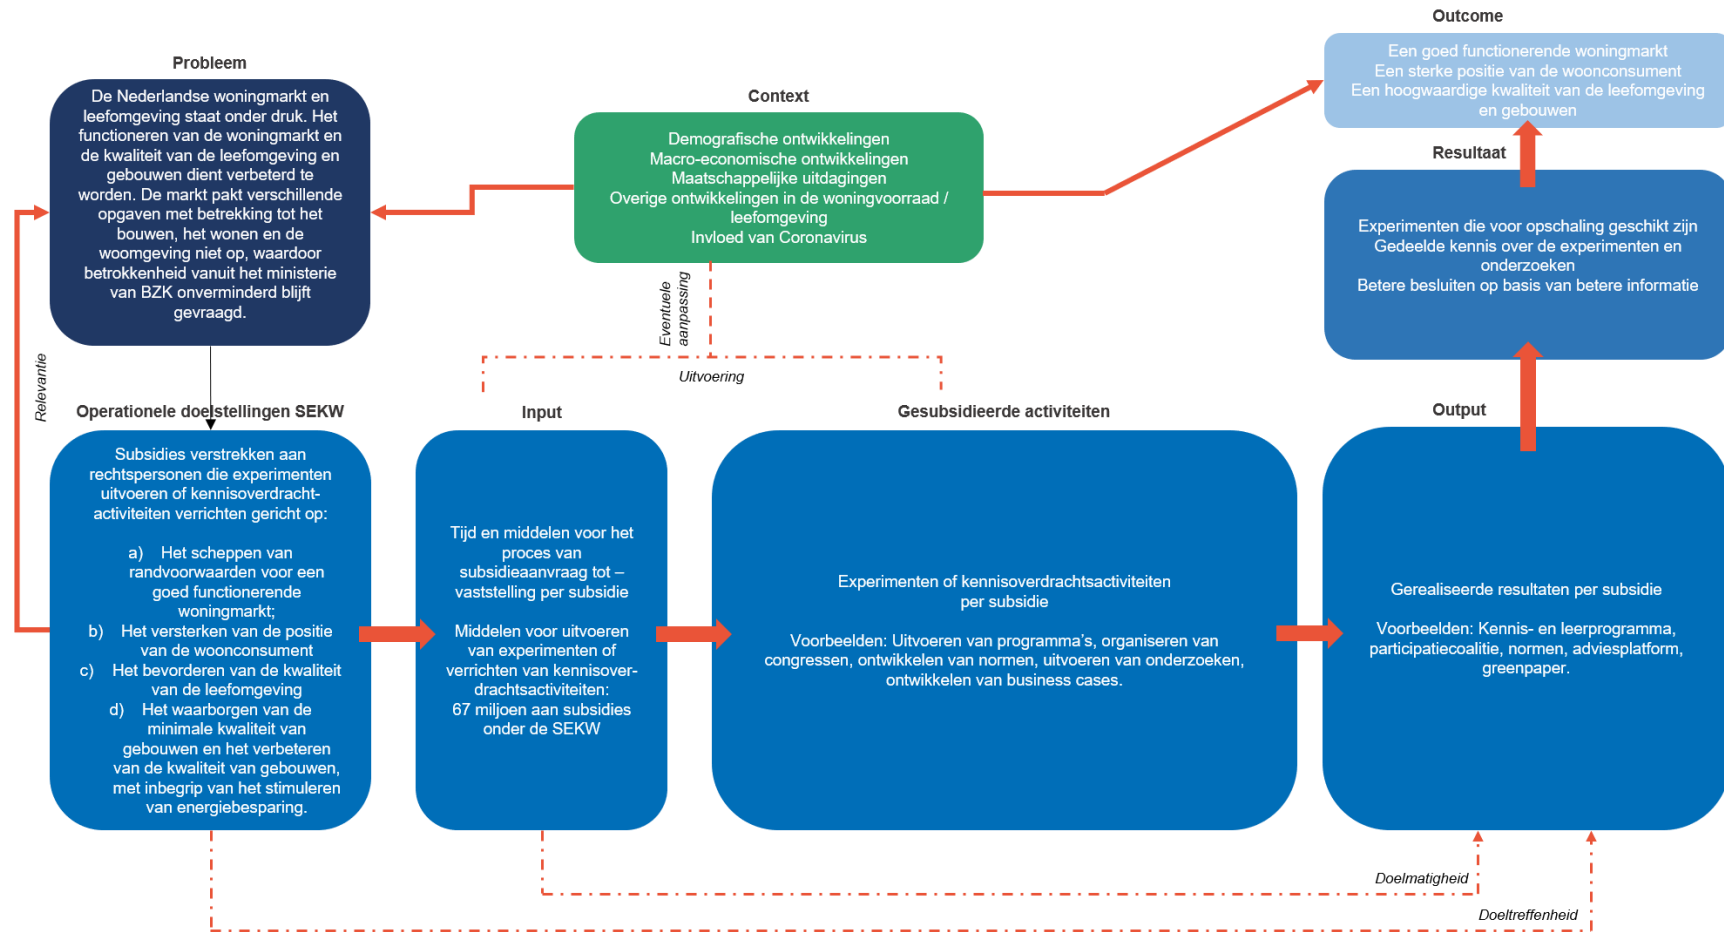 Probleem
De Nederlandse woningmarkt en
leefomgeving staat onder druk. Het
functioneren van de woningmarkt en
de kwaliteit van de leefomgeving en
gebouwen dient verbeterd te
worden. De markt pakt verschillende
opgaven met betrekking tot het
bouwen, het wonen en de
woomgeving niet op, waardoor
betrokkenheid vanuit het ministerie
van BZK onverminderd blijft
gevraagd.
Context
Demografische ontwikkelingen
Macro-economische ontwikkelingen
Maatschappelijke uitdagingen
Overige ontwikkelingen in de woningvoorraad /
leefomgeving
Invloed van Coronavirus
Outcome
Een goed functionerende woningmarkt
Een sterke positie van de woonconsument
Een hoogwaardige kwaliteit van de leefomgeving
en gebouwen
Resultaat
Experimenten die voor opschaling geschikt zijn
Gedeelde kennis over de experimenten en
onderzoeken
Betere besluiten op basis van betere informatie
Eventuele
aanpassing
Uitvoering
Relevantie
Operationele doelstellingen SEKW
Subsidies verstrekken aan
rechtspersonen die experimenten
uitvoeren of kennisoverdracht-
activiteiten verrichten gericht op:
a) Het scheppen van
randvoorwaarden voor een
goed functionerende
woningmarkt;
b) Het versterken van de positie
van de woonconsument
c) Het bevorderen van de kwaliteit
van de leefomgeving
d) Het waarborgen van de
minimale kwaliteit van
gebouwen en het verbeteren
van de kwaliteit van gebouwen,
met inbegrip van het stimuleren
van energiebesparing.
Input
Tijd en middelen voor het
proces van
subsidieaanvraag tot –
vaststelling per subsidie
Middelen voor uitvoeren
van experimenten of
verrichten van kennisover-
drachtsactiviteiten:
67 miljoen aan subsidies
onder de SEKW
Gesubsidieerde activiteiten
Experimenten of kennisoverdrachtsactiviteiten
per subsidie
Voorbeelden: Uitvoeren van programma’s, organiseren van
congressen, ontwikkelen van normen, uitvoeren van onderzoeken,
ontwikkelen van business cases.
Output
Gerealiseerde resultaten per subsidie
Voorbeelden: Kennis- en leerprogramma,
participatiecoalitie, normen, adviesplatform,
greenpaper.
Doelmatigheid
Doeltreffenheid